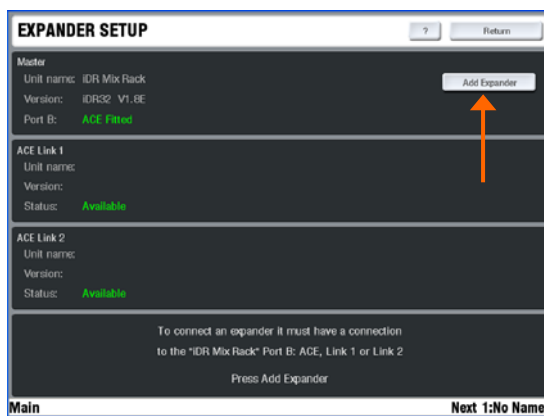 EXPANDER SETUP
? Return
Master
Unit name: iDR Mix Rack
Add Expander
Version: iDR32 V1.8E
Port B: ACE Fitted
ACE Link 1
Unit name:
Version:
Status: Available
ACE Link 2
Unit name:
Version:
Status: Available
To connect an expander it must have a connection
to the "iDR Mix Rack" Port B: ACE, Link 1 or Link 2
Press Add Expander
Main Next 1:No Name